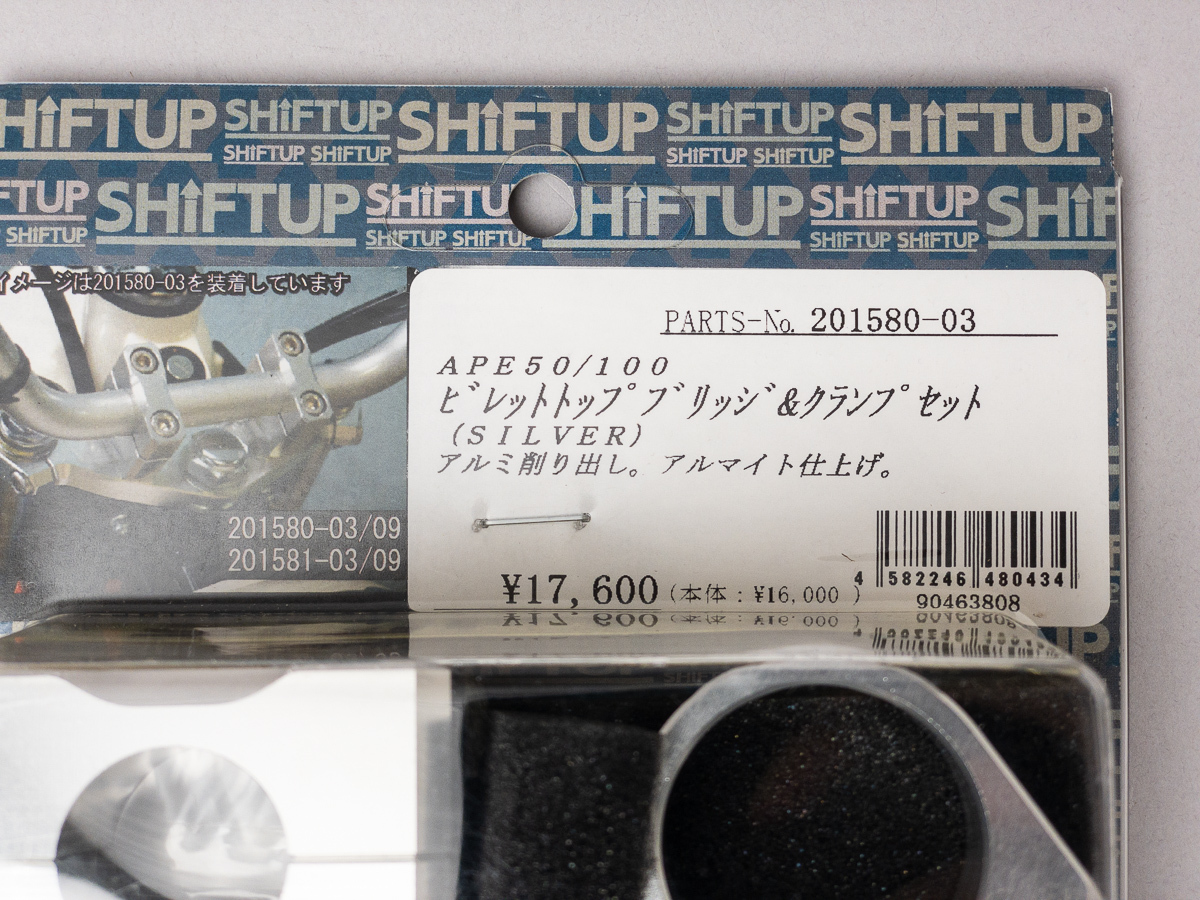 SHIFTUP SHIFTUP SHIFTUP SHIFTUP SHIFTUP
SHIFTUP SHIFTUP SHIFTUP SHIFTUP
FTUP SHIFTUP SHIFTUP SHIFTUP SHIFTUP SHIF
SHIFTUP SHIFTUP SHIFTUP SHIFTUP SHIFTUP
イメージは201580-03を装着しています
PARTS-No. 201580-03
APE50/100
ビレットトップブリッジ&クランプセット
(SILVER)
アルミ削り出し。アルマイト仕上げ。
201580-03/09
201581-03/09
¥17,600 (本体:¥16,000 )
4 582246 480434
90463808